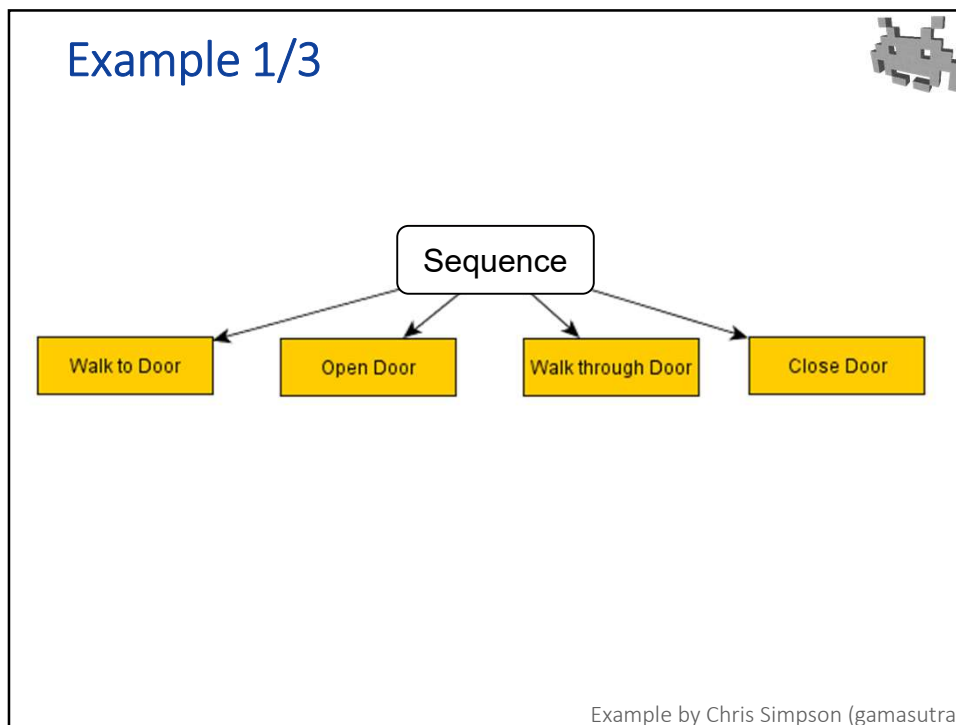 Example 1/3
Sequence
Walk to Door
Open Door
Walk through Door
Close Door
Example by Chris Simpson (gamasutra